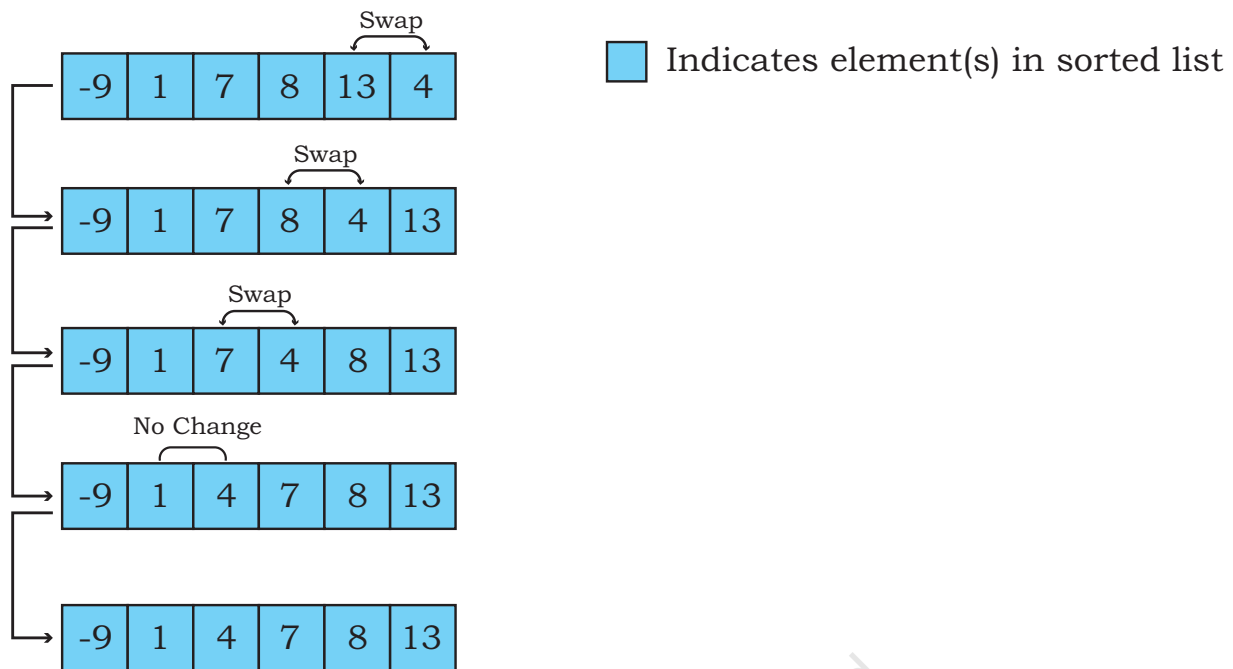 Swap
-9 1 7 8 13 4
Indicates element(s) in sorted list
Swap
-9 1 7 8 4 13
Swap
-9 1 7 4 8 13
No Change
-9 1 4 7 8 13
-9 1 4 7 8 13